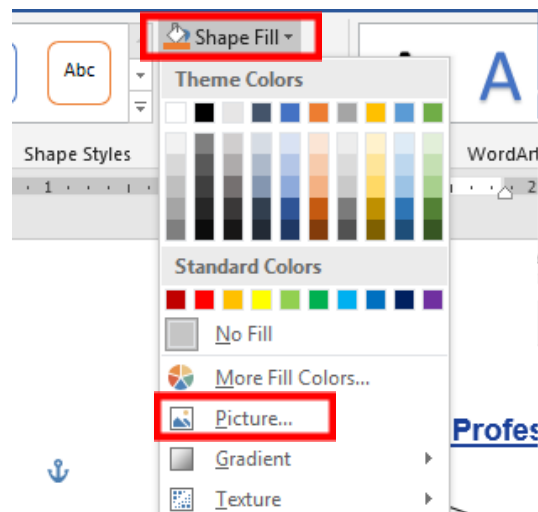 Shape Fill
Abc
A
Theme Colors
Shape Styles
WordArt
1
2
Standard Colors
No Fill
More Fill Colors...
Picture...
Profes
Gradient
Texture